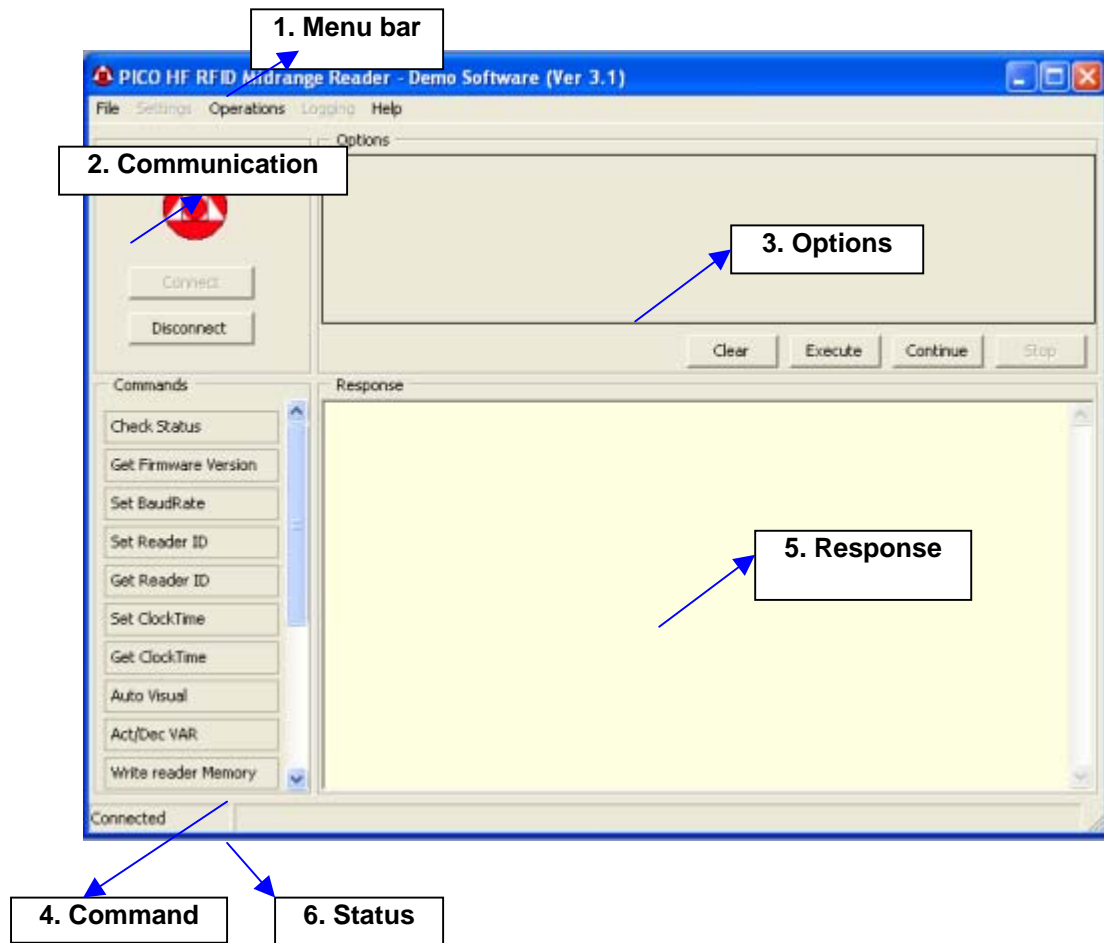 1. Menu bar
PICO HF RFID Midrange Reader - Demo Software (Ver 3.1)
File Settings Operations Logging Help
Options
2. Communication
3. Options
Connect
Disconnect
Clear Execute Continue Stop
Commands
Response
Check Status
Get Firmware Version
Set BaudRate
Set Reader ID
Get Reader ID
Set ClockTime
Get ClockTime
Auto Visual
Act/Dec VAR
Write reader Memory
5. Response
Connected
4. Command
6. Status